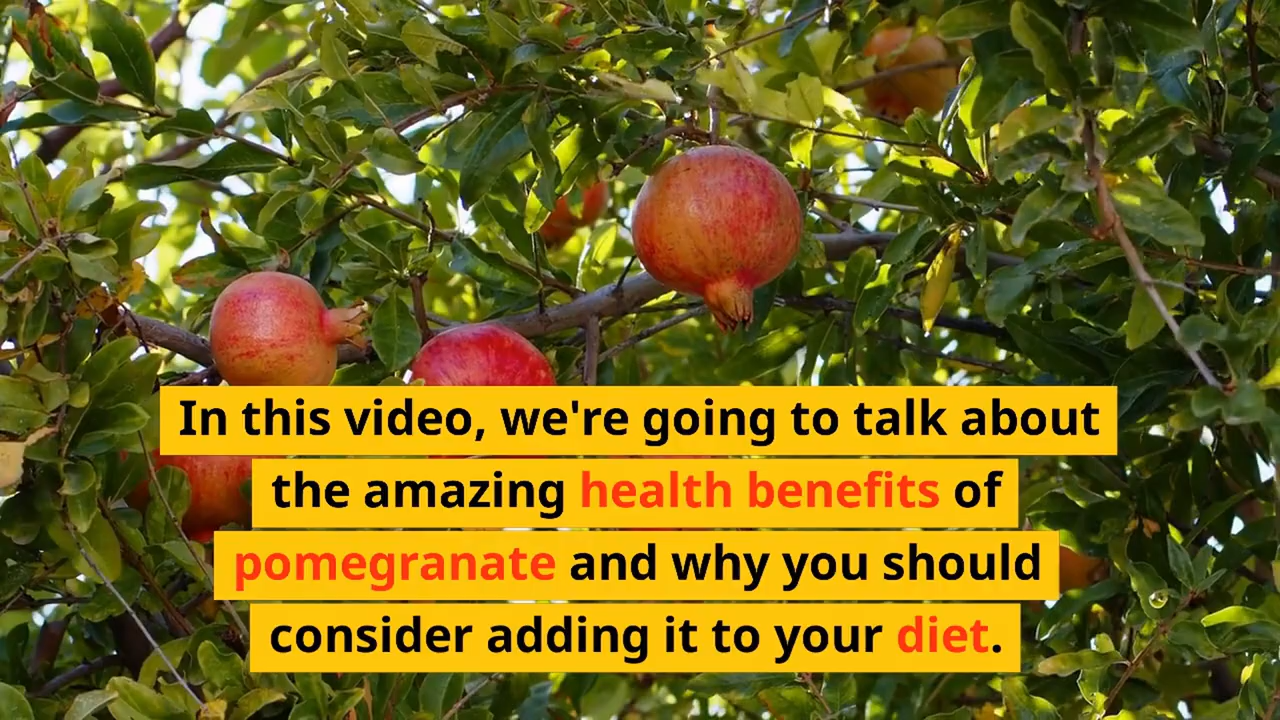 In this video, we're going to talk about
the amazing health benefits of
pomegranate and why you should
consider adding it to your diet.